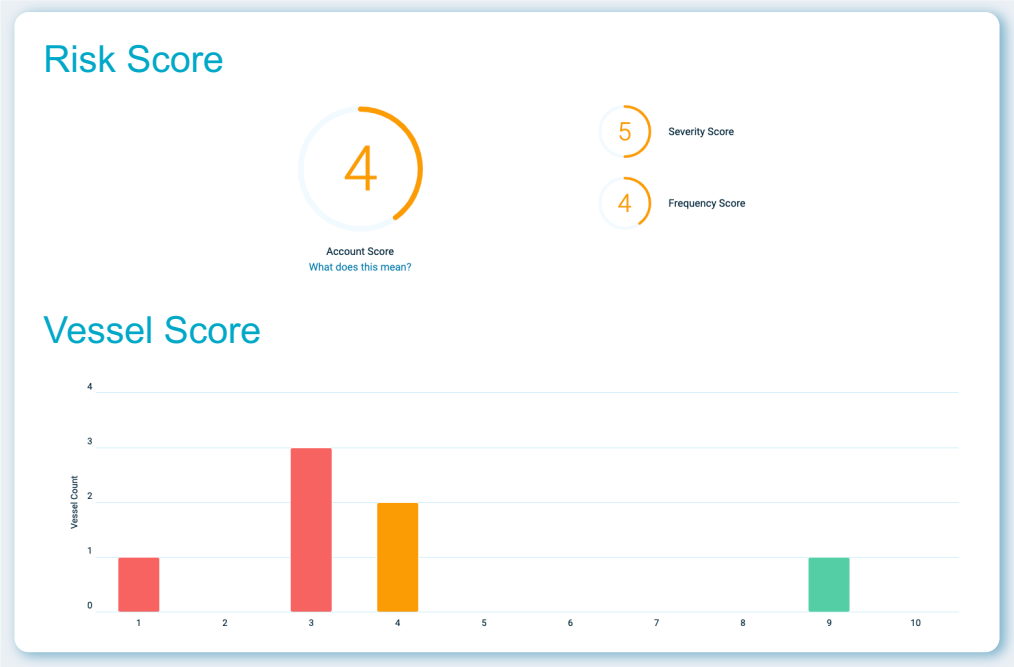 Risk Score
4
Account Score
What does this mean?
5
Severity Score
4
Frequency Score
Vessel Score
4
3
2
1
0
Vessel Count
1 2 3 4 5 6 7 8 9 10